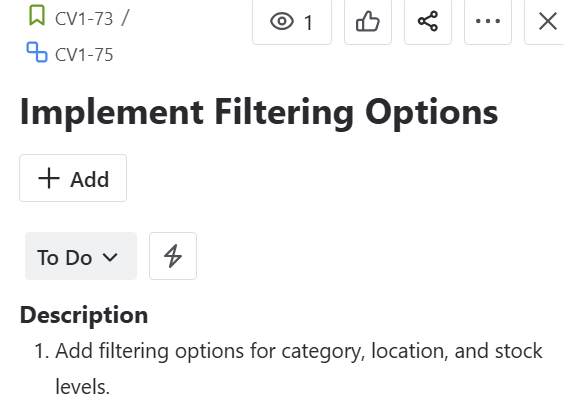 CV1-73 /
1
CV1-75
Implement Filtering Options
Add
To Do
Description
1. Add filtering options for category, location, and stock
levels.